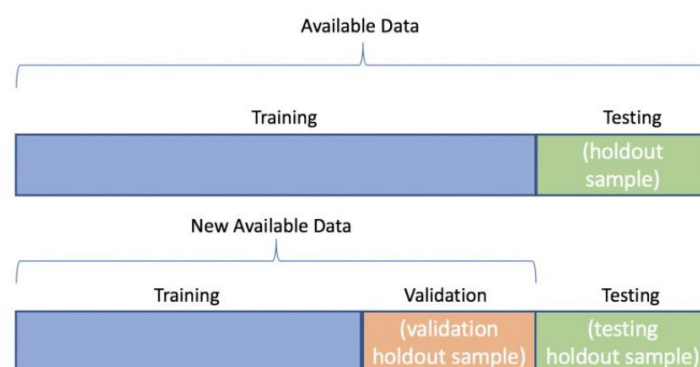 Available Data
Training
Testing
(holdout
sample)
New Available Data
Training
Validation
Testing
(validation
holdout sample)
(testing
holdout sample)